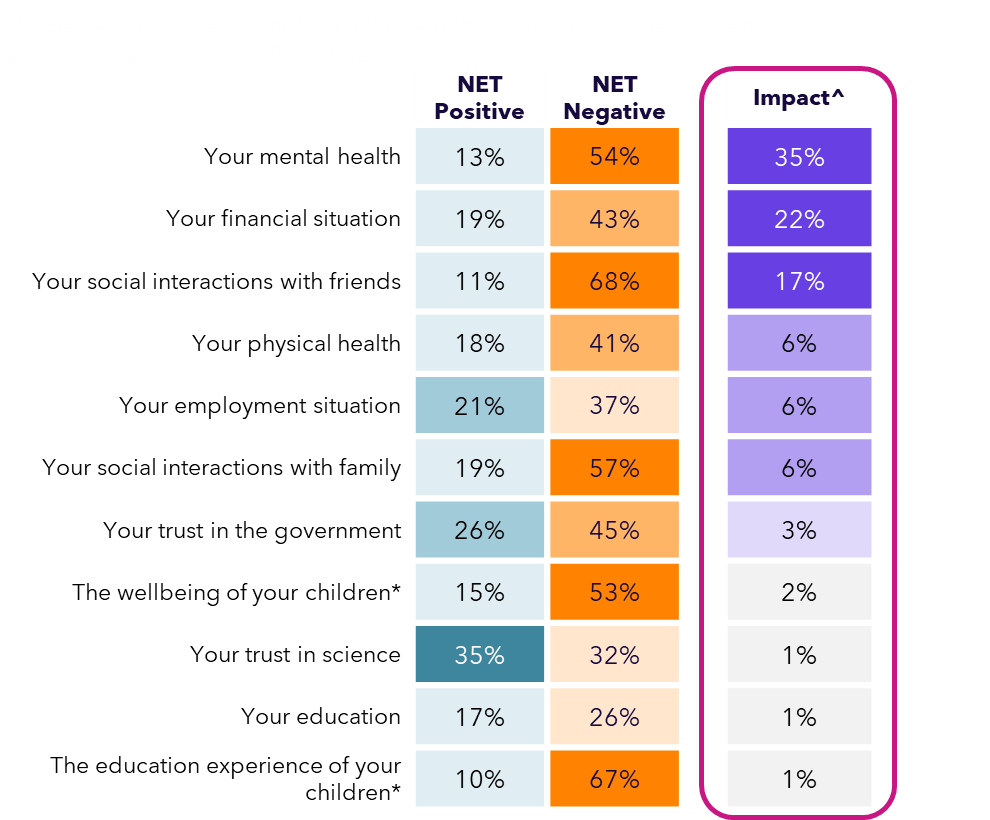 NET
Positive
NET
Negative
Impact^
Your mental health 13% 54% 35%
Your financial situation 19% 43% 22%
Your social interactions with friends 11% 68% 17%
Your physical health 18% 41% 6%
Your employment situation 21% 37% 6%
Your social interactions with family 19% 57% 6%
Your trust in the government 26% 45% 3%
The wellbeing of your children* 15% 53% 2%
Your trust in science 35% 32% 1%
Your education 17% 26% 1%
The education experience of your
children* 10% 67% 1%